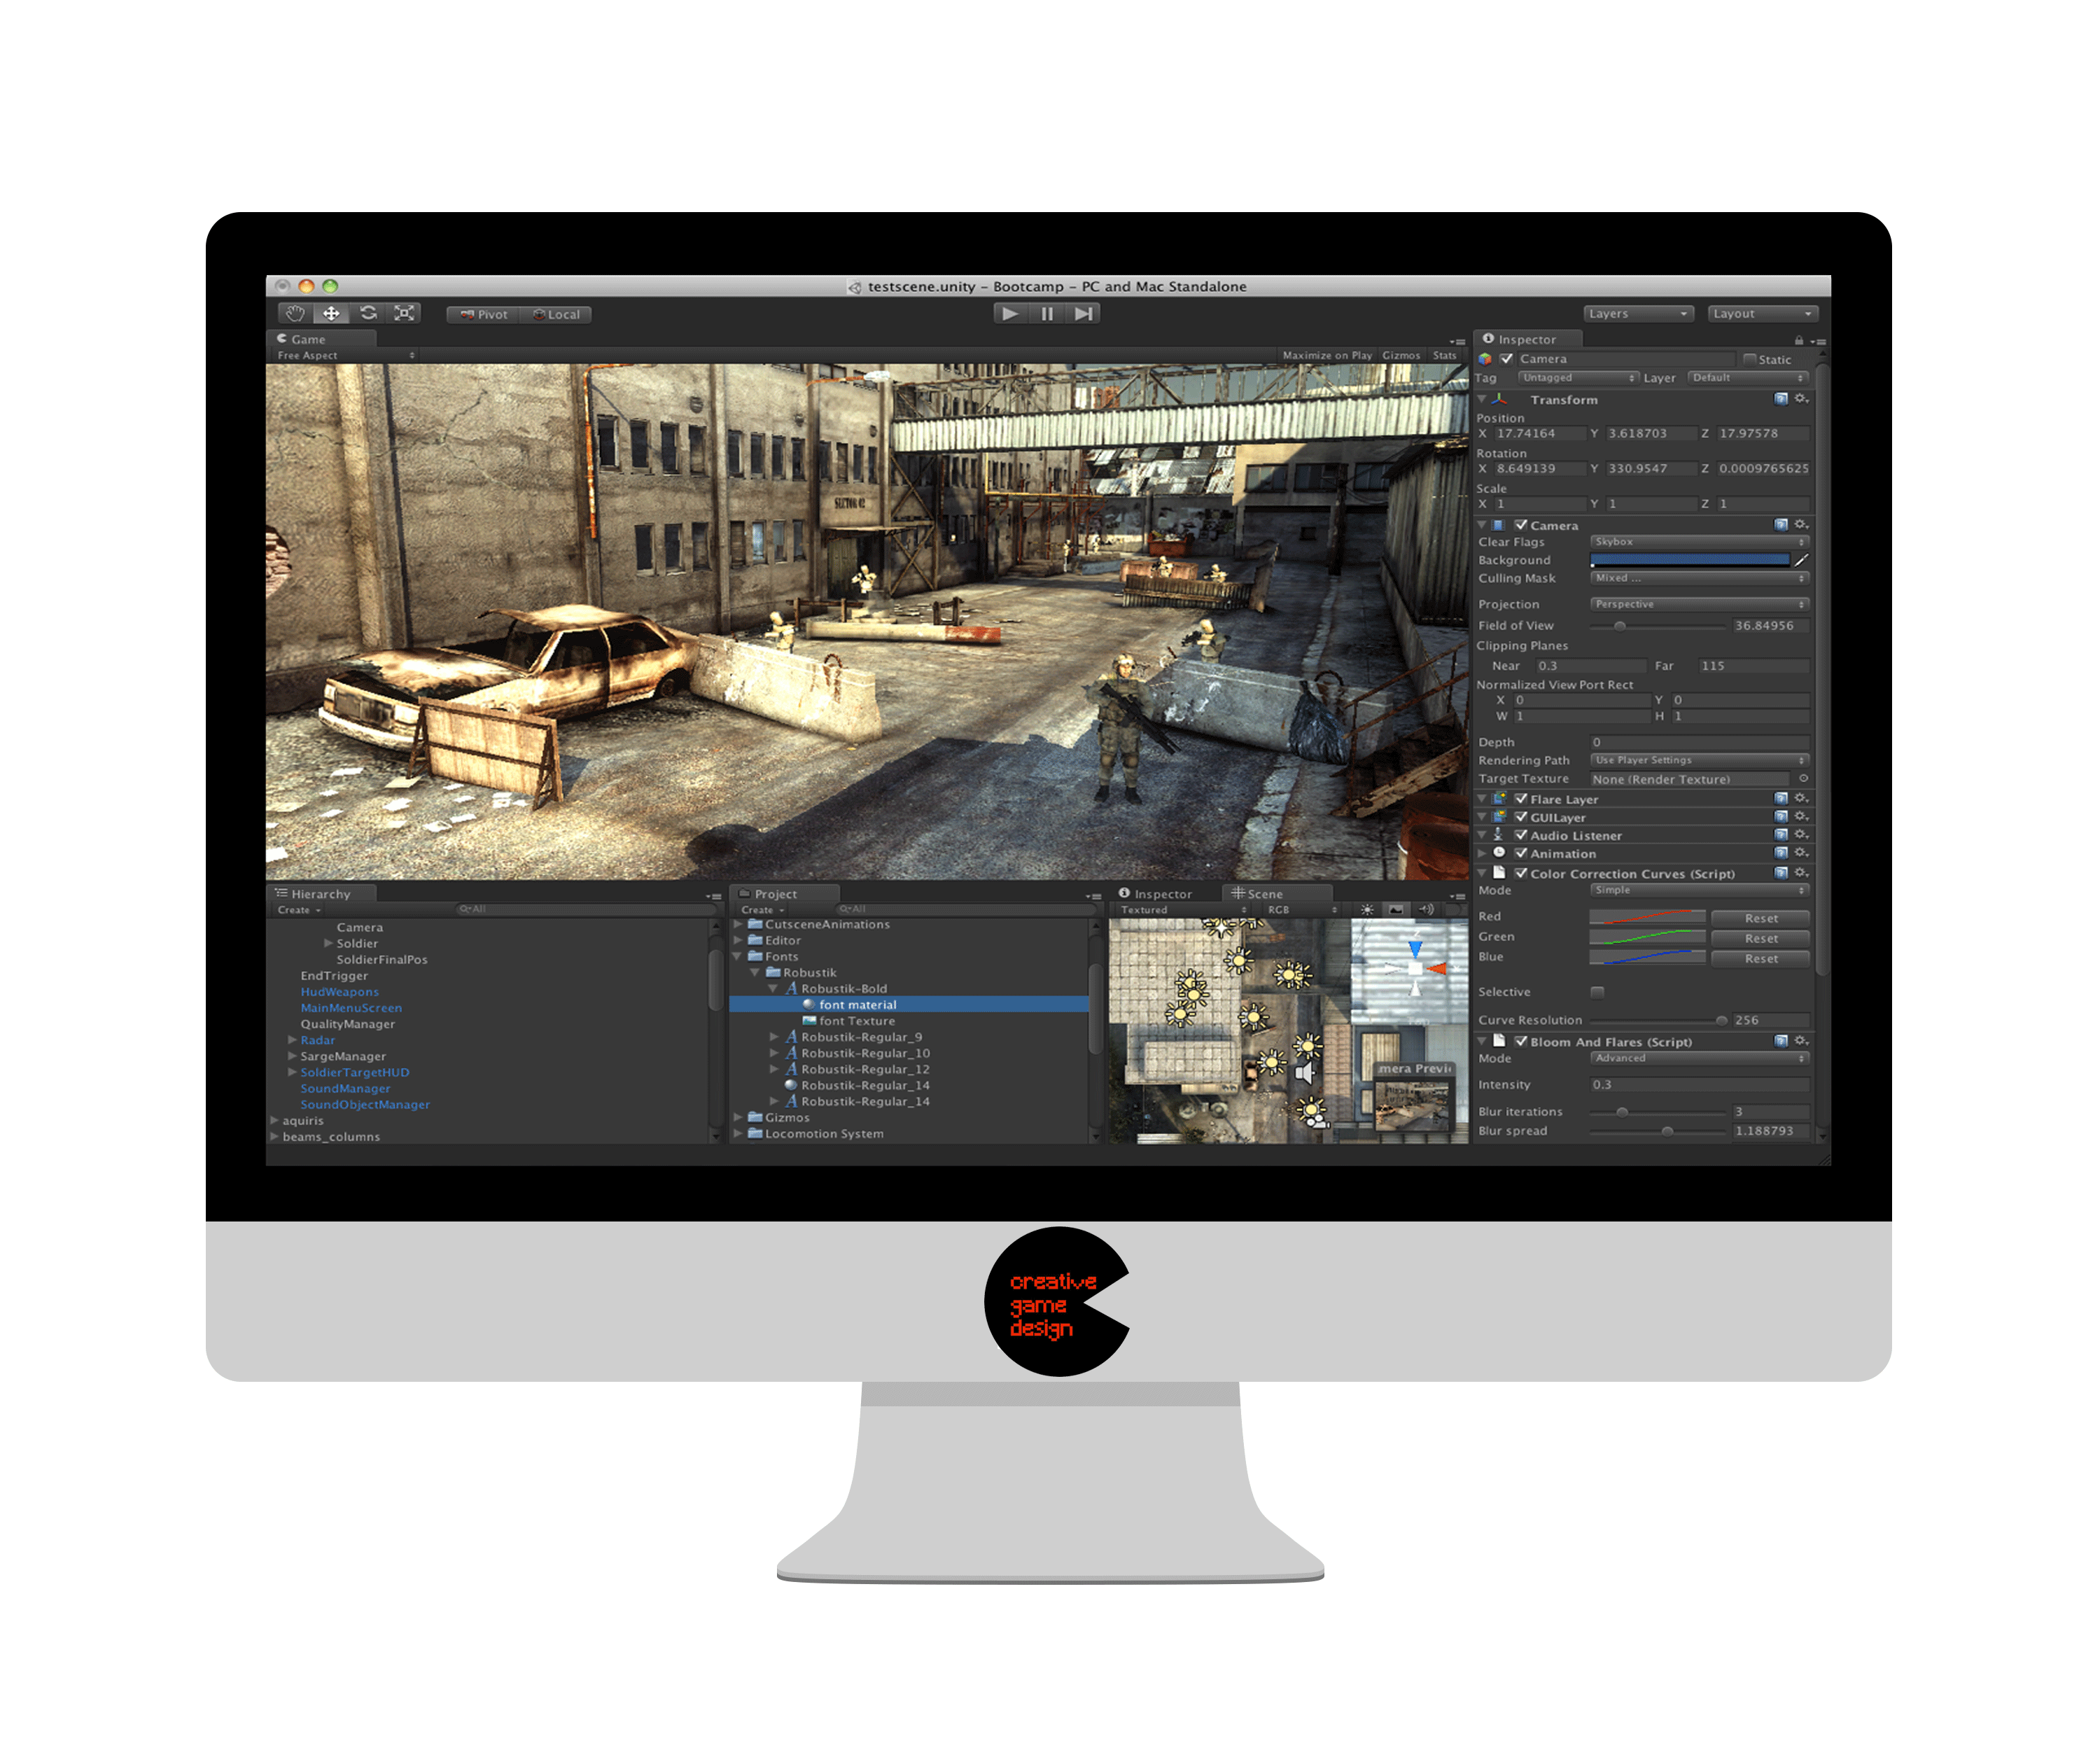 testscene.unity – Bootcamp – PC and Mac Standalone
Pivot Local
Layers Layout
Game
Free Aspect Maximize on Play Gizmos Stats
SECTOR 42
Inspector
Camera Static
Tag Untagged Layer Default
Transform
Position
X 17.74164 Y 3.618703 Z 17.97578
Rotation
X 8.649139 Y 330.9547 Z 0.0009765625
Scale
X 1 Y 1 Z 1
Camera
Clear Flags Skybox
Background
Culling Mask Mixed ...
Projection Perspective
Field of View 36.84956
Clipping Planes
Near 0.3 Far 115
Normalized View Port Rect
X 0 Y 0
W 1 H 1
Depth 0
Rendering Path Use Player Settings
Target Texture None (Render Texture)
Flare Layer
GUILayer
Audio Listener
Animation
Color Correction Curves (Script)
Mode Simple
Red Reset
Green Reset
Blue Reset
Selective
Curve Resolution 256
Bloom And Flares (Script)
Mode Advanced
Intensity 0.3
Blur iterations 3
Blur spread 1.188793
Hierarchy
Create All
Camera
Soldier
SoldierFinalPos
EndTrigger
HudWeapons
MainMenuScreen
QualityManager
Radar
SargeManager
SoldierTargetHUD
SoundManager
SoundObjectManager
aquiris
beams_columns
Project
Create All
CutsceneAnimations
Editor
Fonts
Robustik
Robustik-Bold
font material
font Texture
Robustik-Regular_9
Robustik-Regular_10
Robustik-Regular_12
Robustik-Regular_14
Robustik-Regular_14
Gizmos
Locomotion System
Inspector Scene
Textured RGB
mera Previ
creative
game
design